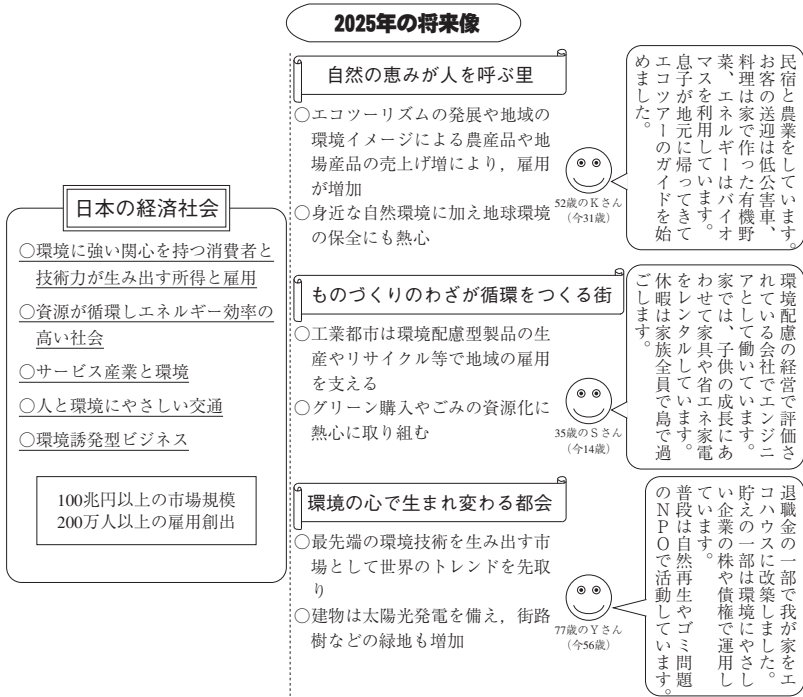 2025年の将来像
日本の経済社会
○環境に強い関心を持つ消費者と
技術力が生み出す所得と雇用
○資源が循環しエネルギー効率の
高い社会
○サービス産業と環境
○人と環境にやさしい交通
○環境誘発型ビジネス
100兆円以上の市場規模
200万人以上の雇用創出
自然の恵みが人を呼ぶ里
○エコツーリズムの発展や地域の
環境イメージによる農産品や地
場産品の売上げ増により，雇用
が増加
○身近な自然環境に加え地球環境
の保全にも熱心
52歳のKさん
（今31歳）
民宿と農業をしています。
お客の送迎は低公害車、
料理は家で作った有機野
菜、エネルギーはバイオ
マスを利用しています。
息子が地元に帰ってきて
エコツアーのガイドを始
めました。
ものづくりのわざが循環をつくる街
○工業都市は環境配慮型製品の生
産やリサイクル等で地域の雇用
を支える
○グリーン購入やごみの資源化に
熱心に取り組む
35歳のSさん
（今14歳）
環境配慮の経営で評価さ
れている会社でエンジニ
アとして働いています。
家では、子供の成長にあ
わせて家具や省エネ家電
をレンタルしています。
休暇は家族全員で島で過
ごします。
環境の心で生まれ変わる都会
○最先端の環境技術を生み出す市
場として世界のトレンドを先取
り
○建物は太陽光発電を備え，街路
樹などの緑地も増加
77歳のYさん
（今56歳）
退職金の一部で我が家をエ
コハウスに改築しました。
貯えの一部は環境にやさし
い企業の株や債権で運用し
ています。
普段は自然再生やゴミ問題
のNPOで活動しています。